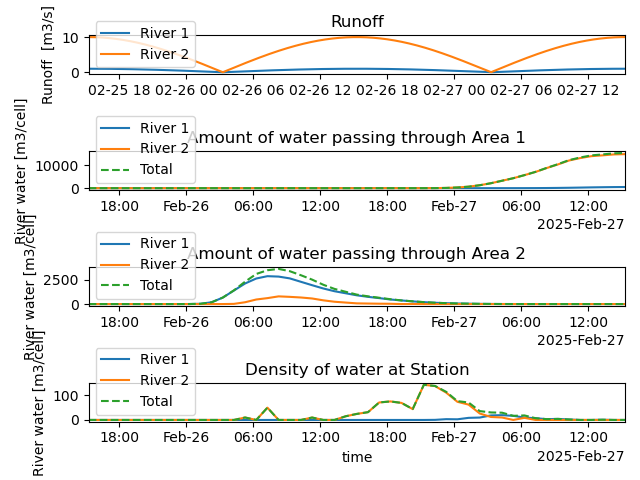 Runoff
River 1
River 2
Runoff  [m3/s]
10
0
02-25 18 02-26 00 02-26 06 02-26 12 02-26 18 02-27 00 02-27 06 02-27 12
Amount of water passing through Area 1
River 1
River 2
Total
River water [m3/cell]
10000
0
18:00 Feb-26 06:00 12:00 18:00 Feb-27 06:00 12:00
2025-Feb-27
Amount of water passing through Area 2
River 1
River 2
Total
River water [m3/cell]
2500
0
18:00 Feb-26 06:00 12:00 18:00 Feb-27 06:00 12:00
2025-Feb-27
Density of water at Station
River 1
River 2
Total
River water [m3/cell]
100
0
18:00 Feb-26 06:00 12:00 18:00 Feb-27 06:00 12:00
time
2025-Feb-27